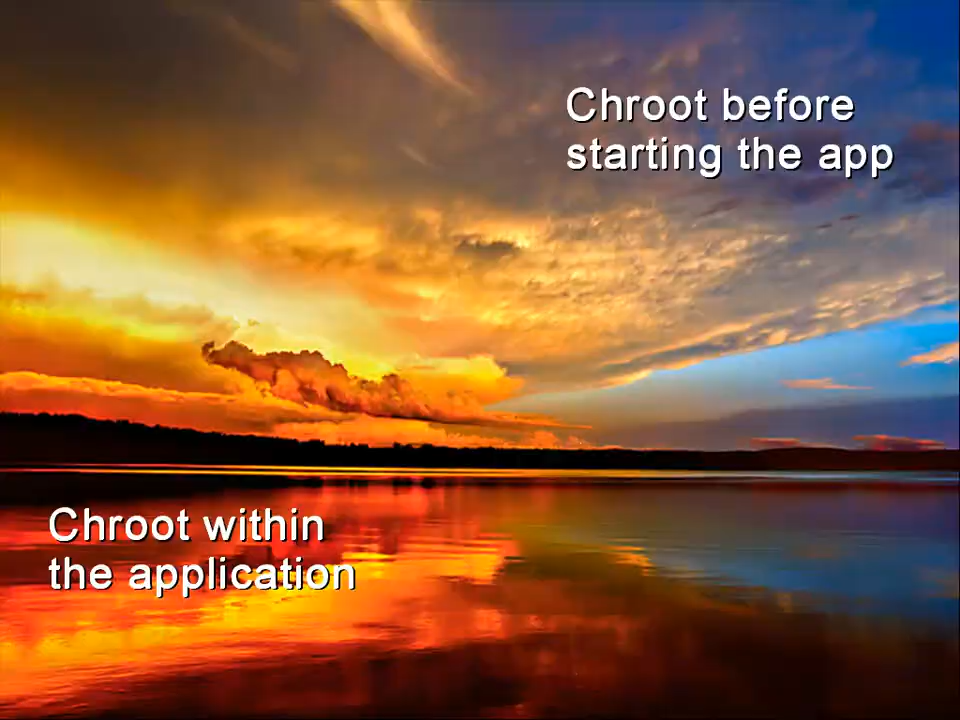 Chroot before
starting the app
Chroot within
the application